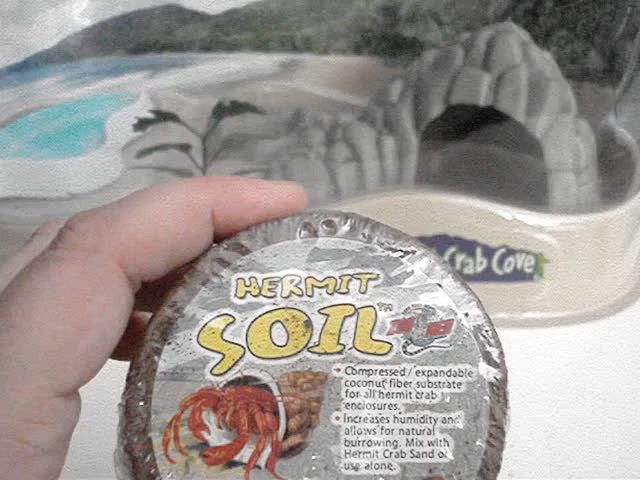 Crab Cove
HERMIT
SOIL™
• Compressed / expandable
coconut fiber substrate
for all hermit crab
enclosures.
• Increases humidity and
allows for natural
burrowing. Mix with
Hermit Crab Sand or
use alone.